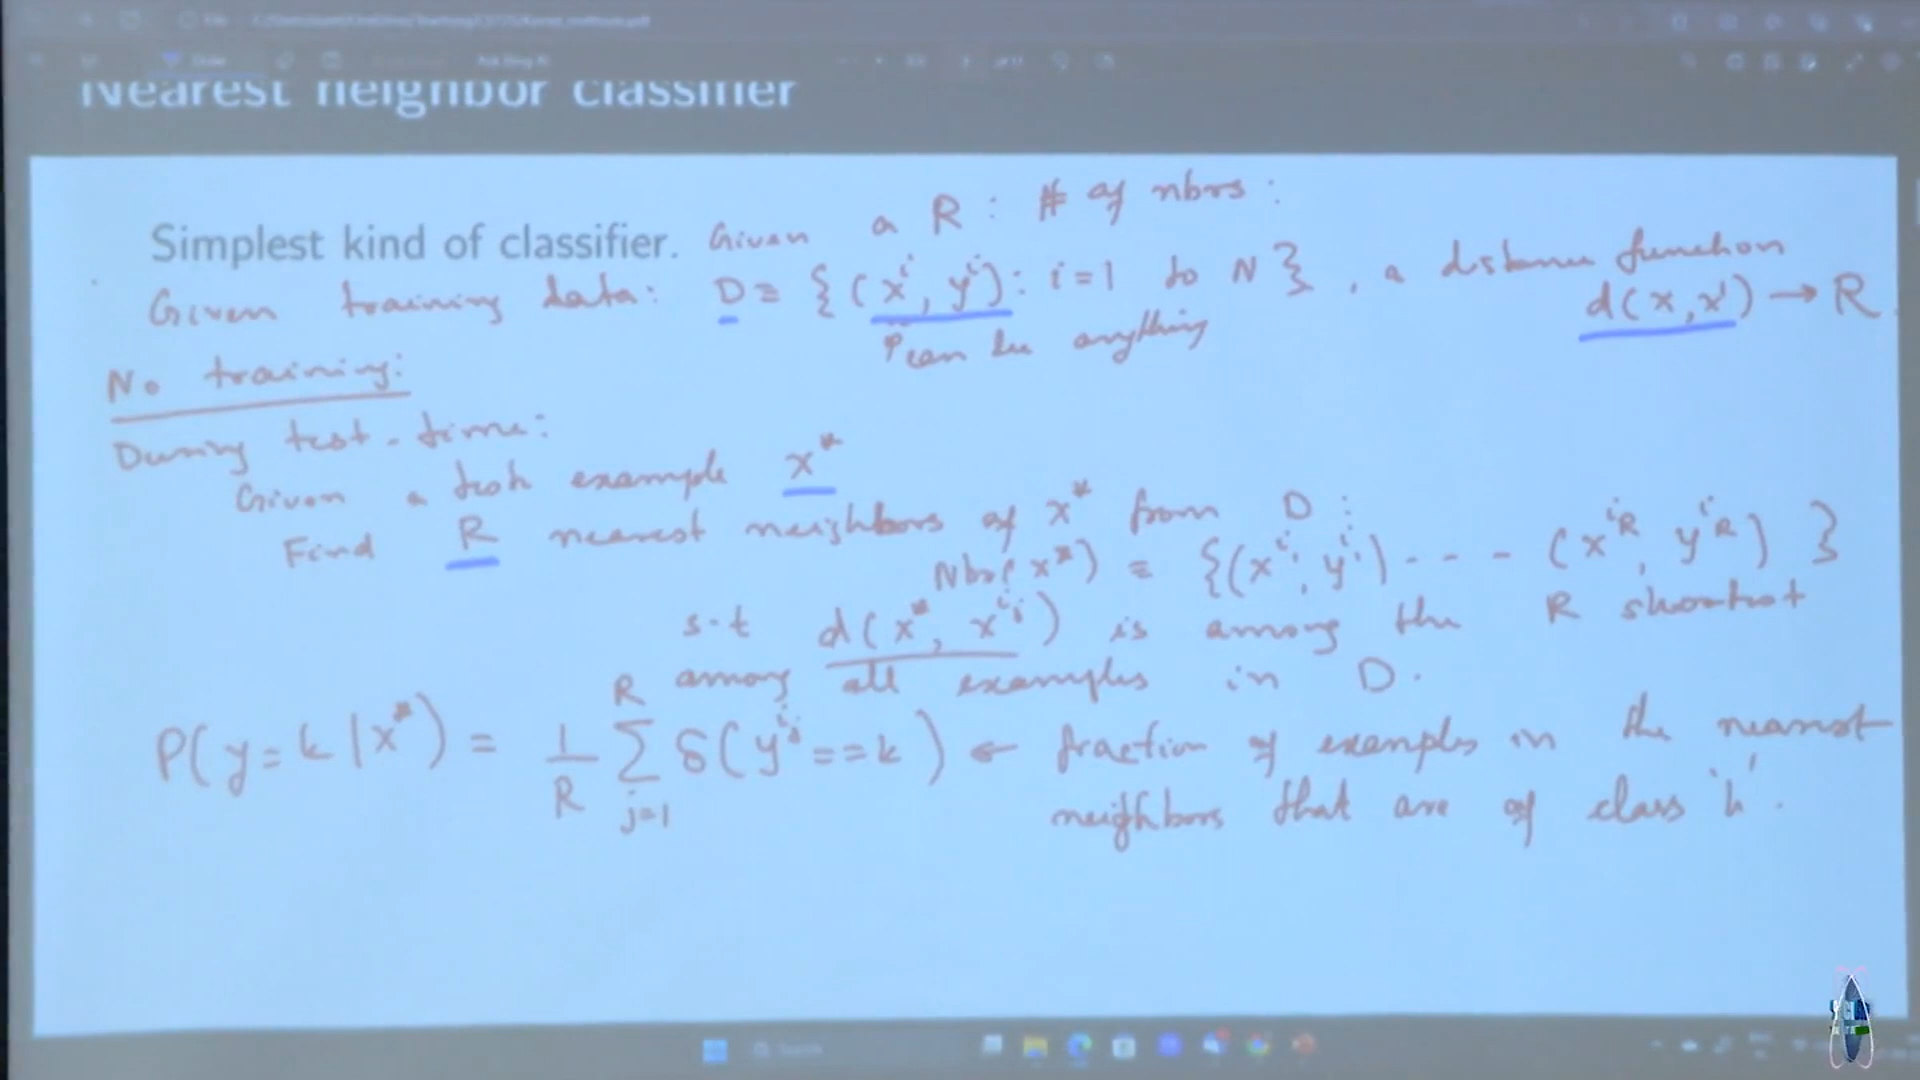 Nearest neighbor classifier
Simplest kind of classifier. Given a R : # of nbrs :
Given training data: D ≡ {(xⁱ, yⁱ): i=1 to N}, a distance function
d(x,x') → R
can be anything
No training:
During test-time:
Given a test example x*
Find R nearest neighbors of x* from D :
Nbr(x*) = {(x^i1, y^i1) - - - (x^iR, y^iR) }
s.t d(x*, x^ij) is among the R shortest
among all examples in D.
P(y=k|x*) = 1/R Σ_{j=1}^{R} δ(y^ij == k) ← fraction of examples in the nearest
neighbors that are of class 'k'.